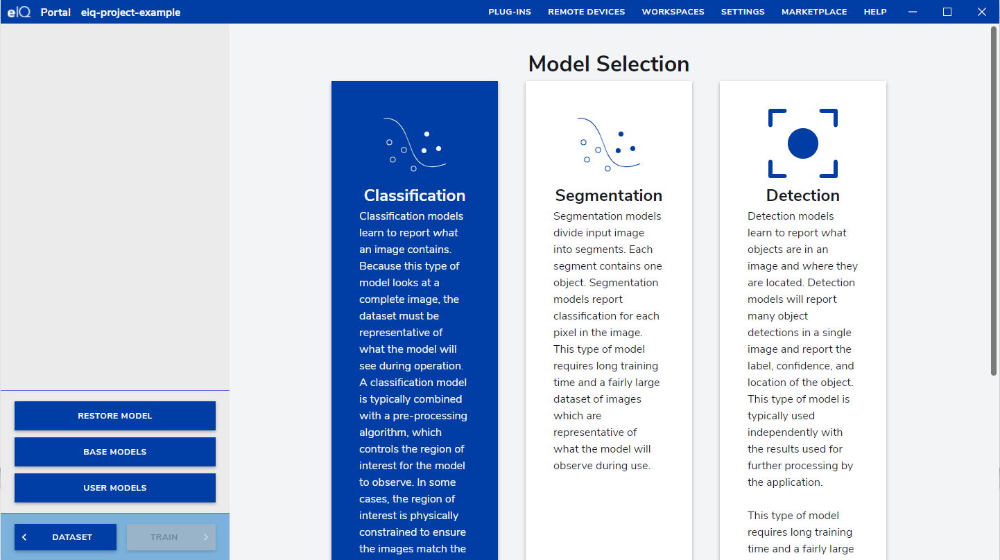 eIQ Portal eiq-project-example PLUG-INS REMOTE DEVICES WORKSPACES SETTINGS MARKETPLACE HELP
Model Selection
Classification
Classification models
learn to report what
an image contains.
Because this type of
model looks at a
complete image, the
dataset must be
representative of
what the model will
see during operation.
A classification model
is typically combined
with a pre-processing
algorithm, which
controls the region of
interest for the model
to observe. In some
cases, the region of
interest is physically
constrained to ensure
the images match the
Segmentation
Segmentation models
divide input image
into segments. Each
segment contains one
object. Segmentation
models report
classification for each
pixel in the image.
This type of model
requires long training
time and a fairly large
dataset of images
which are
representative of
what the model will
observe during use.
Detection
Detection models
learn to report what
objects are in an
image and where they
are located. Detection
models will report
many object
detections in a single
image and report the
label, confidence, and
location of the object.
This type of model is
typically used
independently with
the results used for
further processing by
the application.
This type of model
requires long training
time and a fairly large
RESTORE MODEL
BASE MODELS
USER MODELS
DATASET
TRAIN